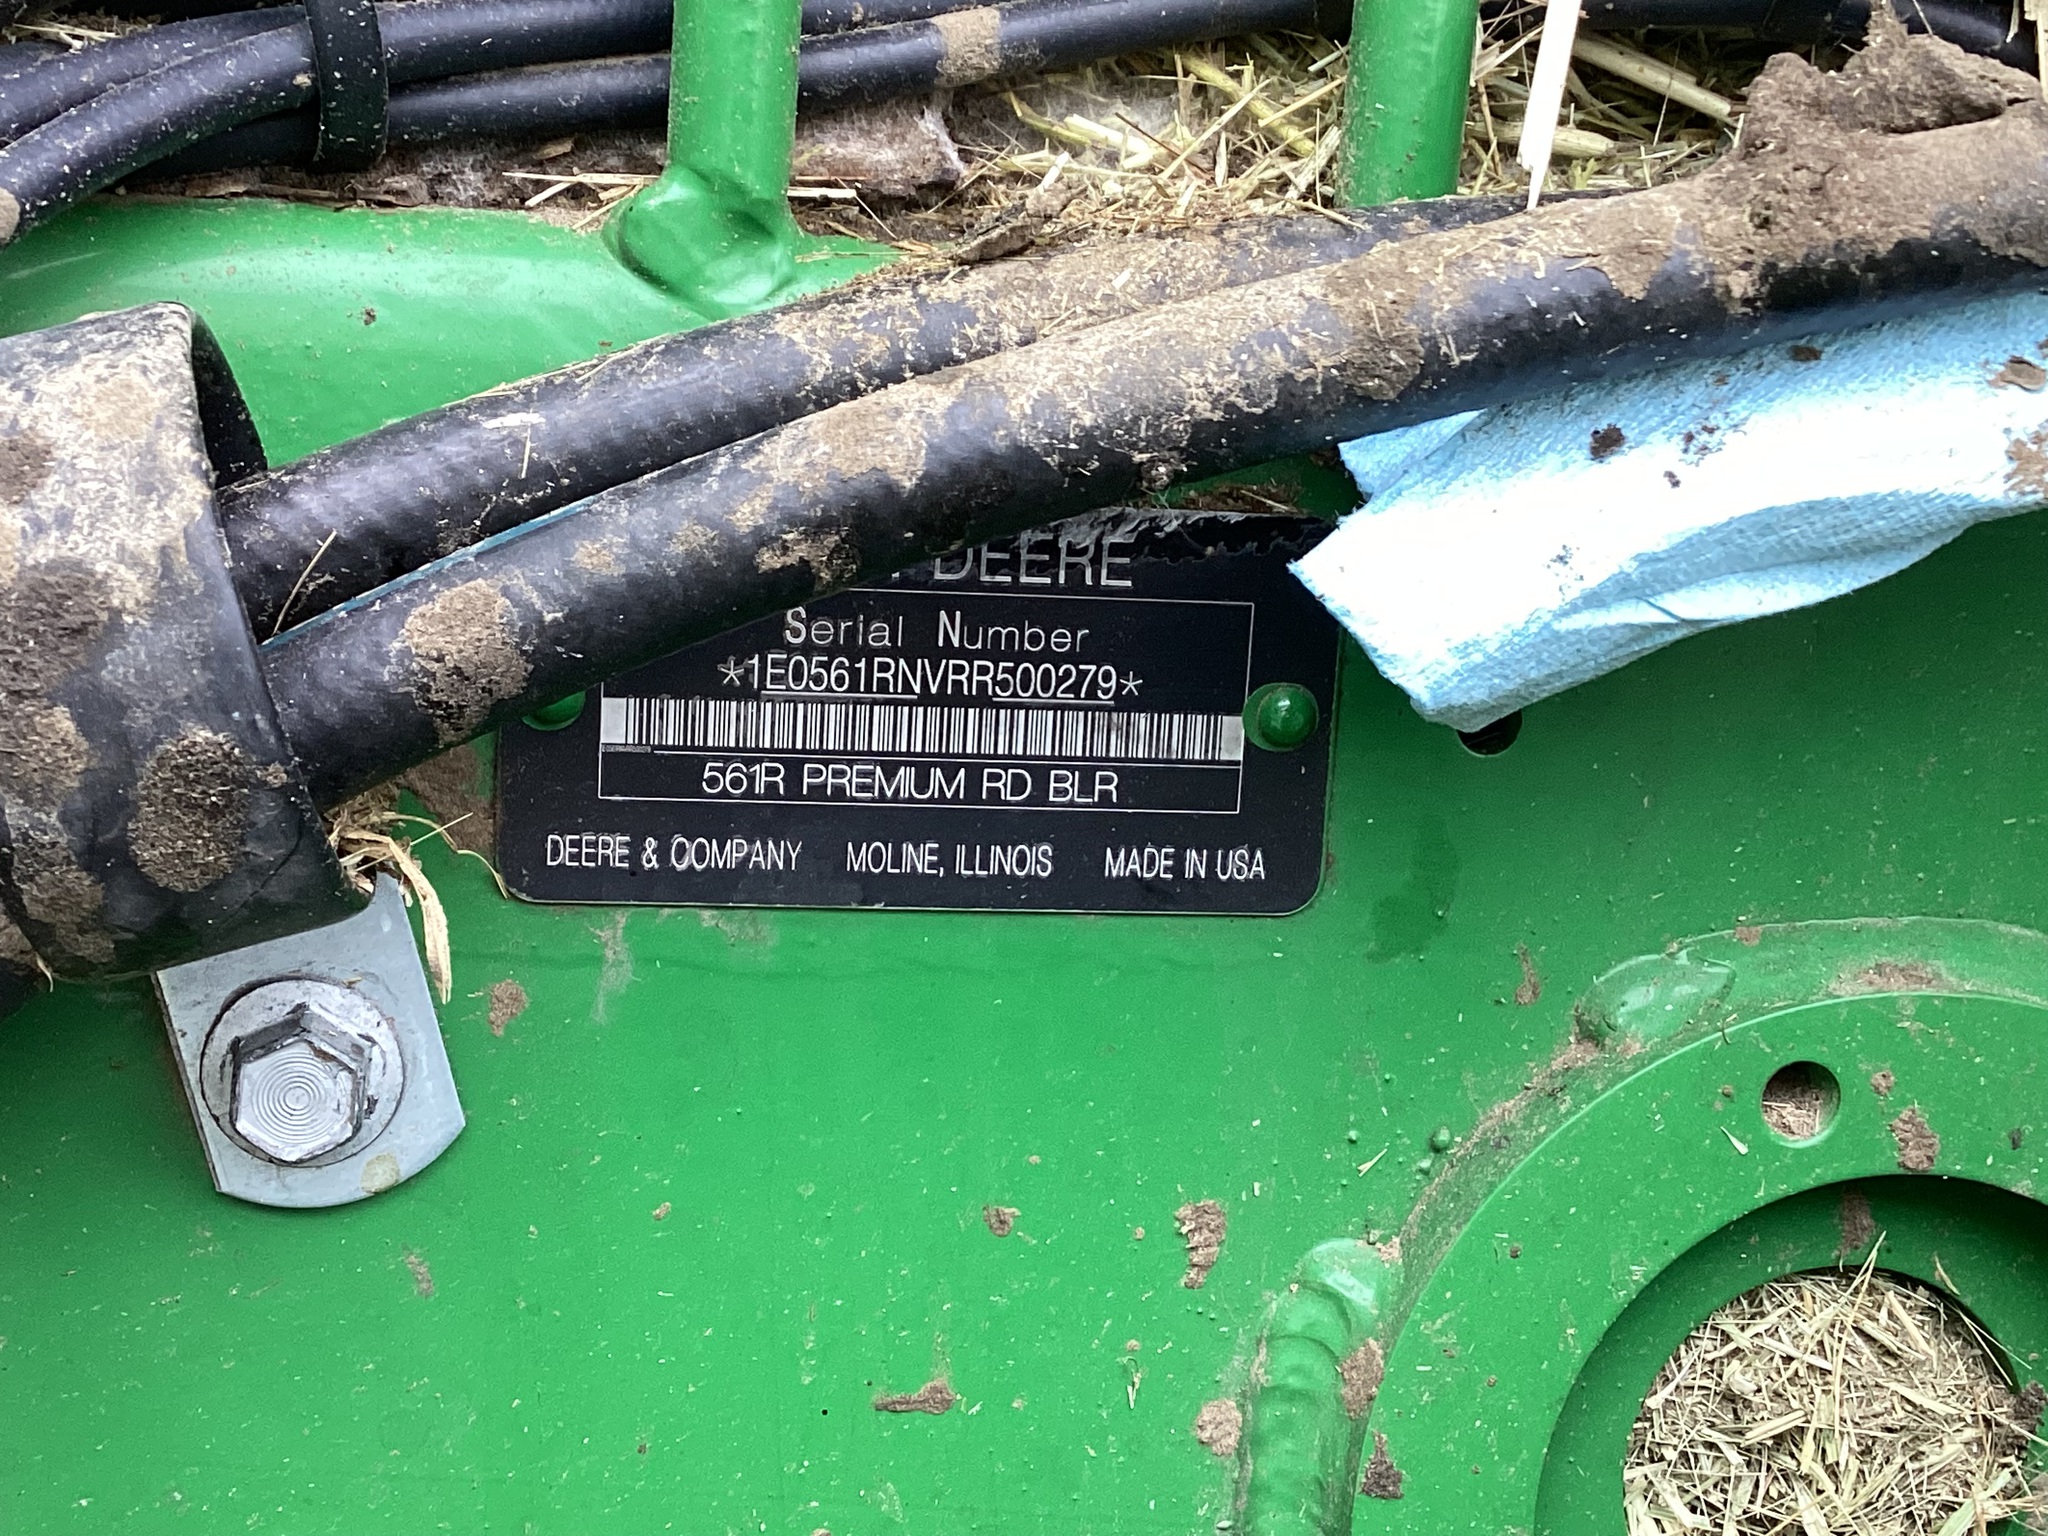 DEERE
Serial Number
*1E0561RNVRR500279*
561R PREMIUM RD BLR
DEERE & COMPANY MOLINE, ILLINOIS MADE IN USA